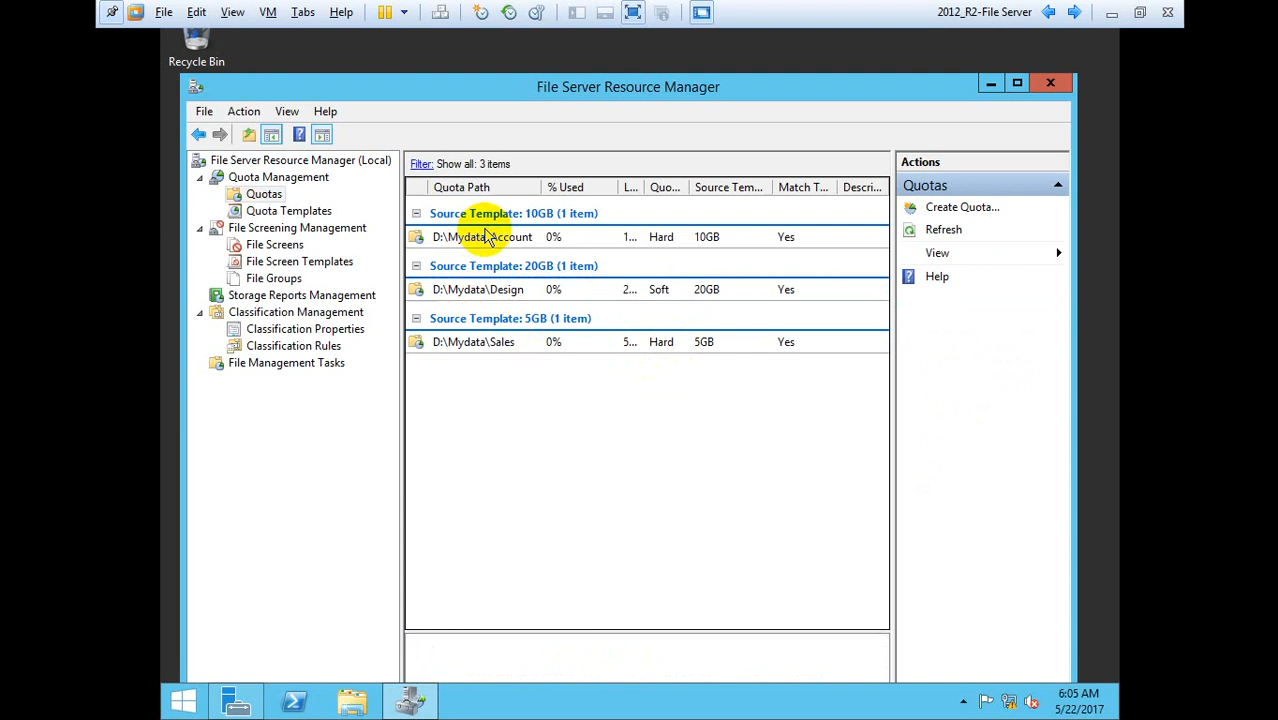 File Edit View VM Tabs Help 2012_R2-File Server
Recycle Bin
File Server Resource Manager
File Action View Help
File Server Resource Manager (Local)
Quota Management
Quotas
Quota Templates
File Screening Management
File Screens
File Screen Templates
File Groups
Storage Reports Management
Classification Management
Classification Properties
Classification Rules
File Management Tasks
Filter: Show all: 3 items
Quota Path % Used L... Quo... Source Tem... Match T... Descri...
Source Template: 10GB (1 item)
D:\Mydata\Account 0% 1... Hard 10GB Yes
Source Template: 20GB (1 item)
D:\Mydata\Design 0% 2... Soft 20GB Yes
Source Template: 5GB (1 item)
D:\Mydata\Sales 0% 5... Hard 5GB Yes
Actions
Quotas
Create Quota...
Refresh
View
Help
6:05 AM
5/22/2017